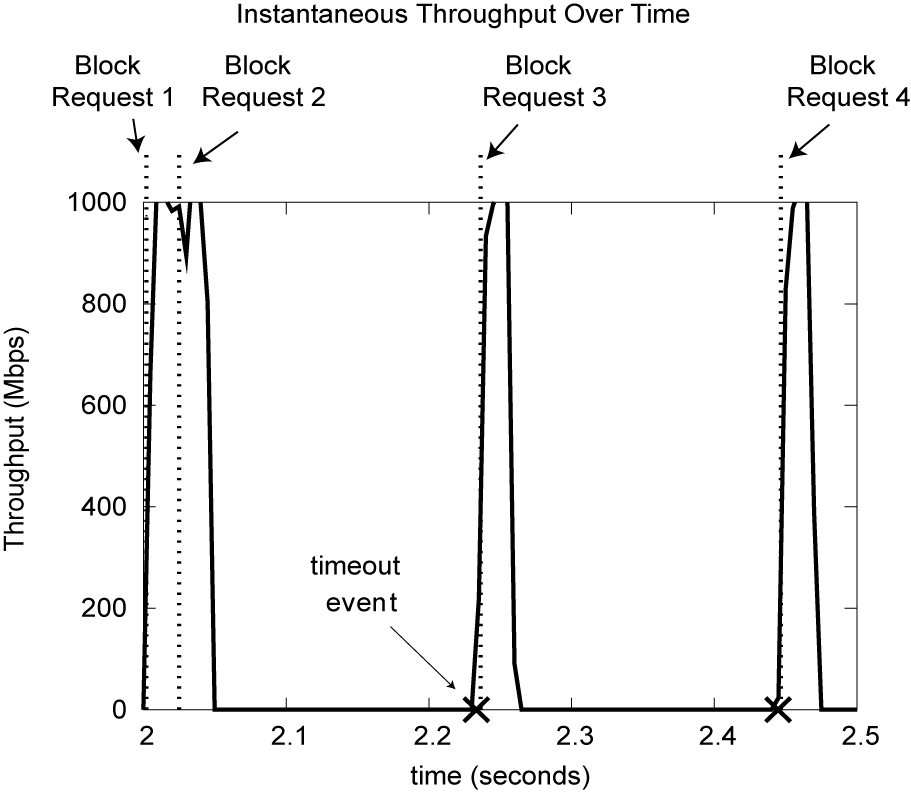 Instantaneous Throughput Over Time
Block
Request 1
Block
Request 2
Block
Request 3
Block
Request 4
Throughput (Mbps)
1000
800
600
400
200
0
timeout
event
2
2.1
2.2
2.3
2.4
2.5
time (seconds)